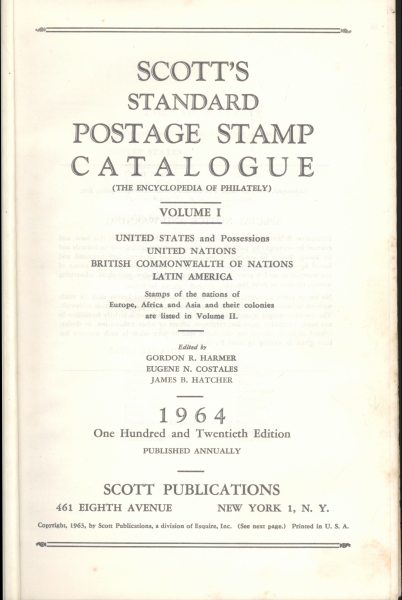 SCOTT'S
STANDARD
POSTAGE STAMP
CATALOGUE
(THE ENCYCLOPEDIA OF PHILATELY)
VOLUME I
UNITED STATES and Possessions
UNITED NATIONS
BRITISH COMMONWEALTH OF NATIONS
LATIN AMERICA
Stamps of the nations of
Europe, Africa and Asia and their colonies
are listed in Volume II.
Edited by
GORDON R. HARMER
EUGENE N. COSTALES
JAMES B. HATCHER
1964
One Hundred and Twentieth Edition
PUBLISHED ANNUALLY
SCOTT PUBLICATIONS
461 EIGHTH AVENUE NEW YORK 1, N. Y.
Copyright, 1963, by Scott Publications, a division of Esquire, Inc. (See next page.) Printed in U. S. A.